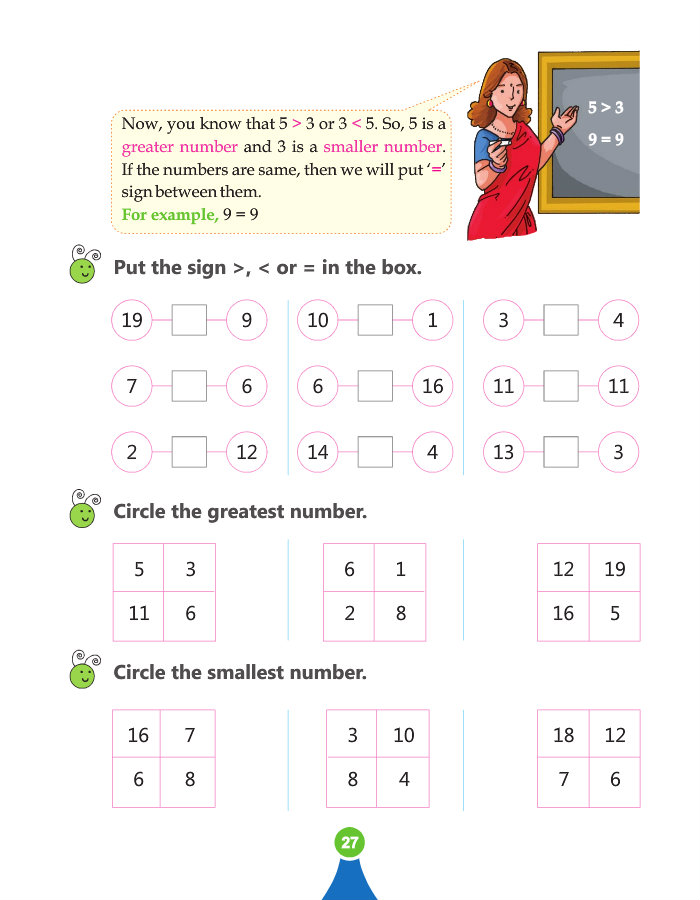 Now, you know that 5 > 3 or 3 < 5. So, 5 is a
greater number and 3 is a smaller number.
If the numbers are same, then we will put ‘=’
sign between them.
For example, 9 = 9
5 > 3
9 = 9
Put the sign >, < or = in the box.
19 9 10 1 3 4
7 6 6 16 11 11
2 12 14 4 13 3
Circle the greatest number.
5 3 6 1 12 19
11 6 2 8 16 5
Circle the smallest number.
16 7 3 10 18 12
6 8 8 4 7 6
27